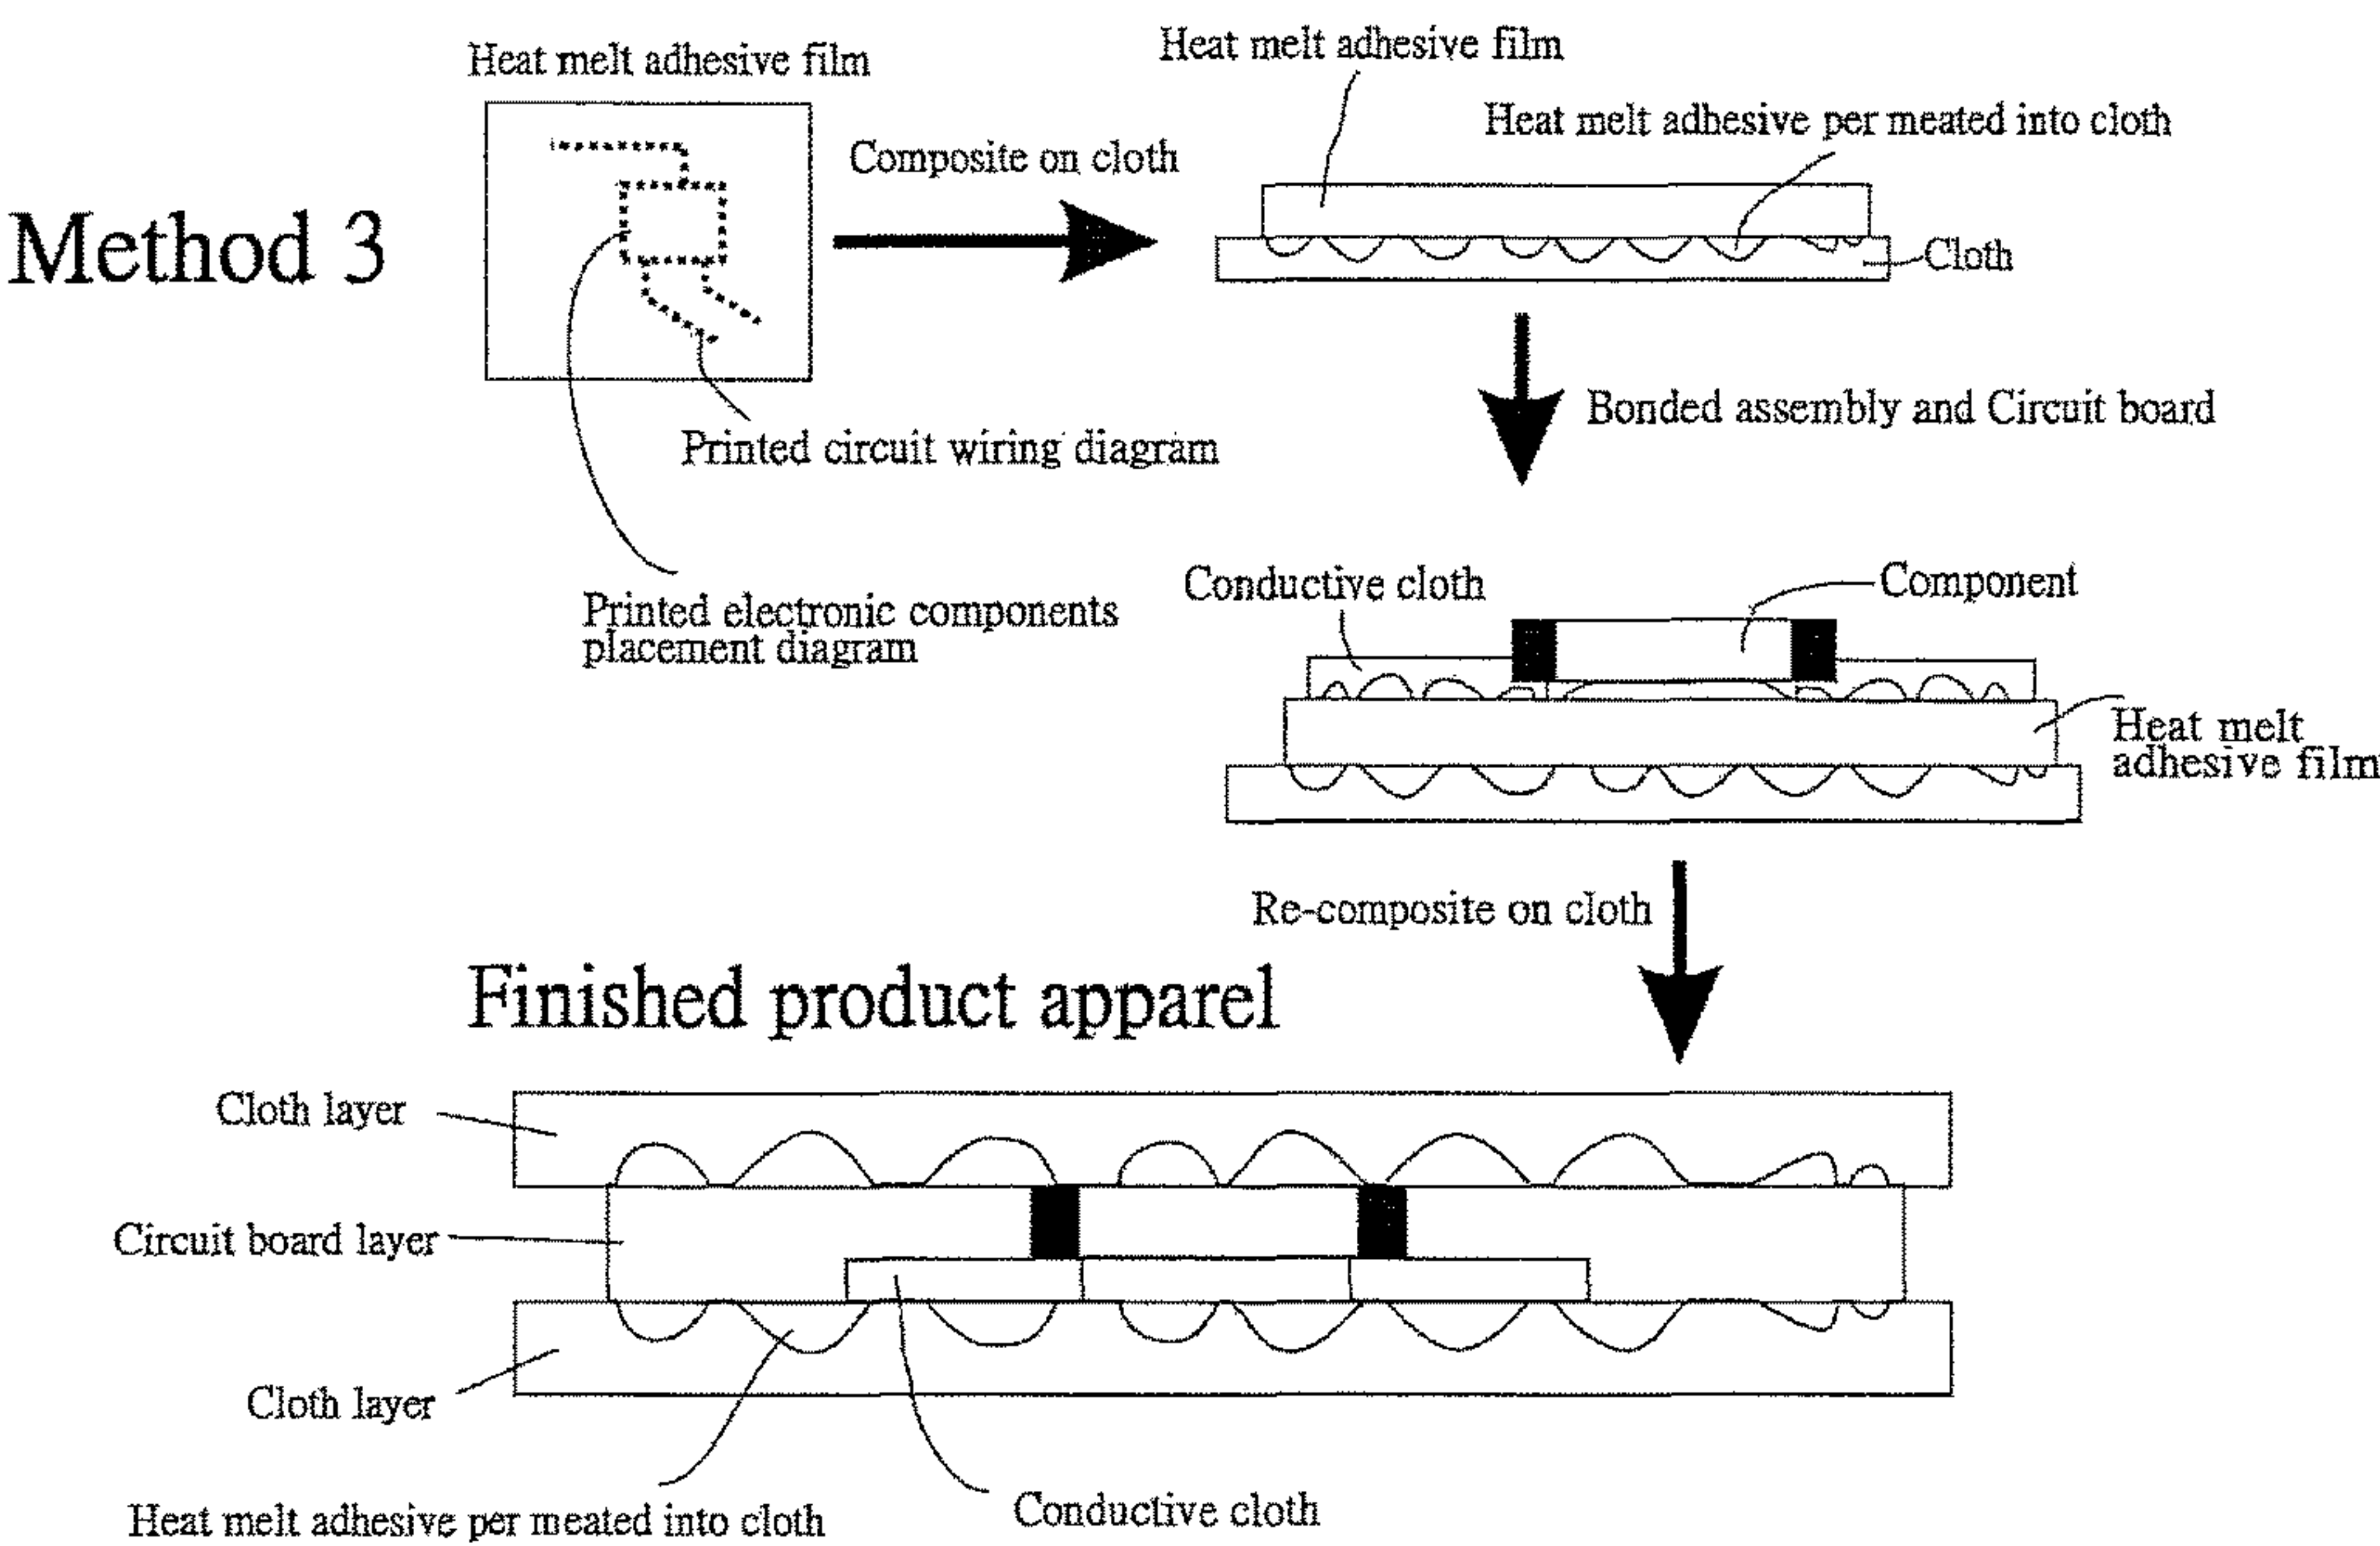 Method 3
Heat melt adhesive film
Composite on cloth
Printed circuit wiring diagram
Printed electronic components
placement diagram
Heat melt adhesive film
Heat melt adhesive per meated into cloth
Cloth
Bonded assembly and Circuit board
Conductive cloth
Component
Heat melt
adhesive film
Re-composite on cloth
Finished product apparel
Cloth layer
Circuit board layer
Cloth layer
Heat melt adhesive per meated into cloth
Conductive cloth